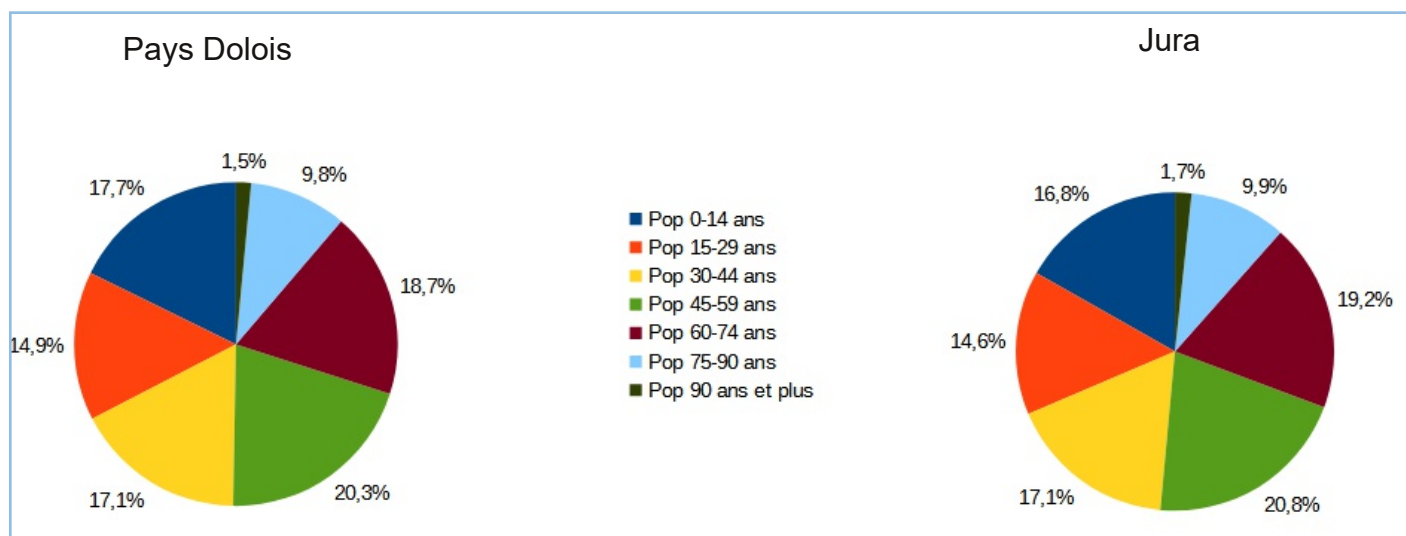 Pays Dolois
1,5%
9,8%
17,7%
18,7%
14,9%
17,1%
20,3%
Pop 0-14 ans
Pop 15-29 ans
Pop 30-44 ans
Pop 45-59 ans
Pop 60-74 ans
Pop 75-90 ans
Pop 90 ans et plus
Jura
1,7%
9,9%
16,8%
19,2%
14,6%
17,1%
20,8%